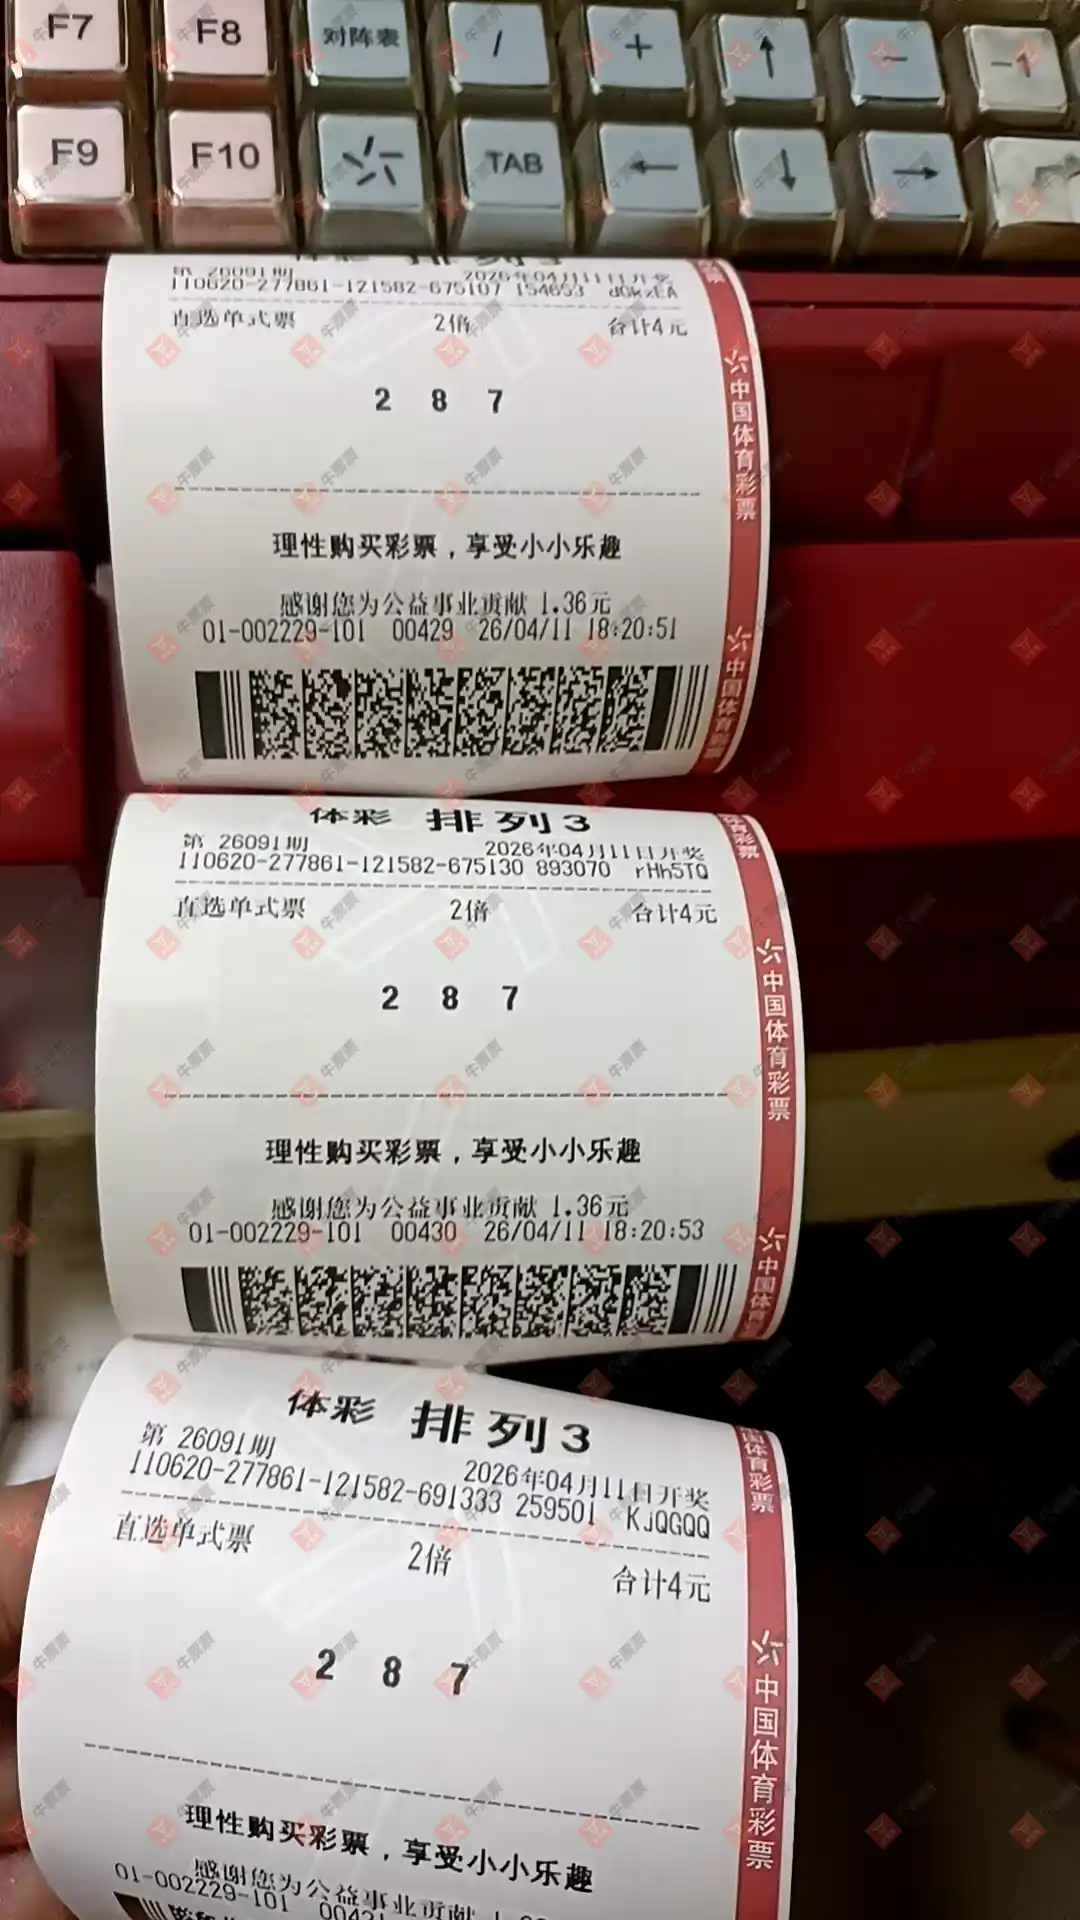 F7 F8 对阵表 / + ↑ - -1
F9 F10 TAB ← ↓ →
体彩 排列3
第 26091期 2026年04月11日开奖
110620-277861-121582-675107 154653 dGkzEA
直选单式票 2倍 合计4元
2 8 7
理性购买彩票，享受小小乐趣
感谢您为公益事业贡献 1.36元
01-002229-101 00429 26/04/11 18:20:51
中国体育彩票
中国体育彩票
体彩 排列3
第 26091期 2026年04月11日开奖
110620-277861-121582-675130 893070 rHh5TQ
直选单式票 2倍 合计4元
2 8 7
理性购买彩票，享受小小乐趣
感谢您为公益事业贡献 1.36元
01-002229-101 00430 26/04/11 18:20:53
体育彩票
中国体育彩票
中国体育
体彩 排列3
第 26091期 2026年04月11日开奖
110620-277861-121582-691333 259501 KJQGQQ
直选单式票 2倍 合计4元
2 8 7
理性购买彩票，享受小小乐趣
感谢您为公益事业贡献
01-002229-101
国体育彩票
中国体育彩票
牛票票